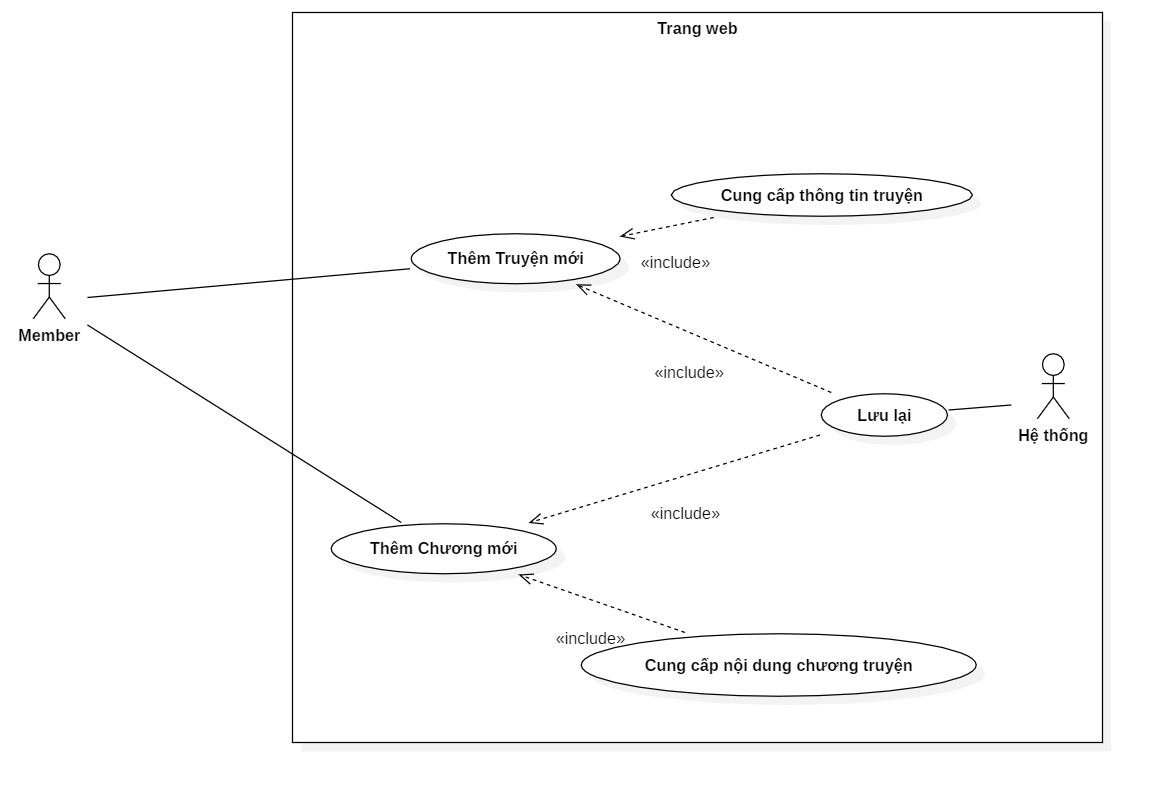 Trang web
Cung cấp thông tin truyện
Thêm Truyện mới
«include»
Member
«include»
Lưu lại
Hệ thống
«include»
Thêm Chương mới
«include»
Cung cấp nội dung chương truyện